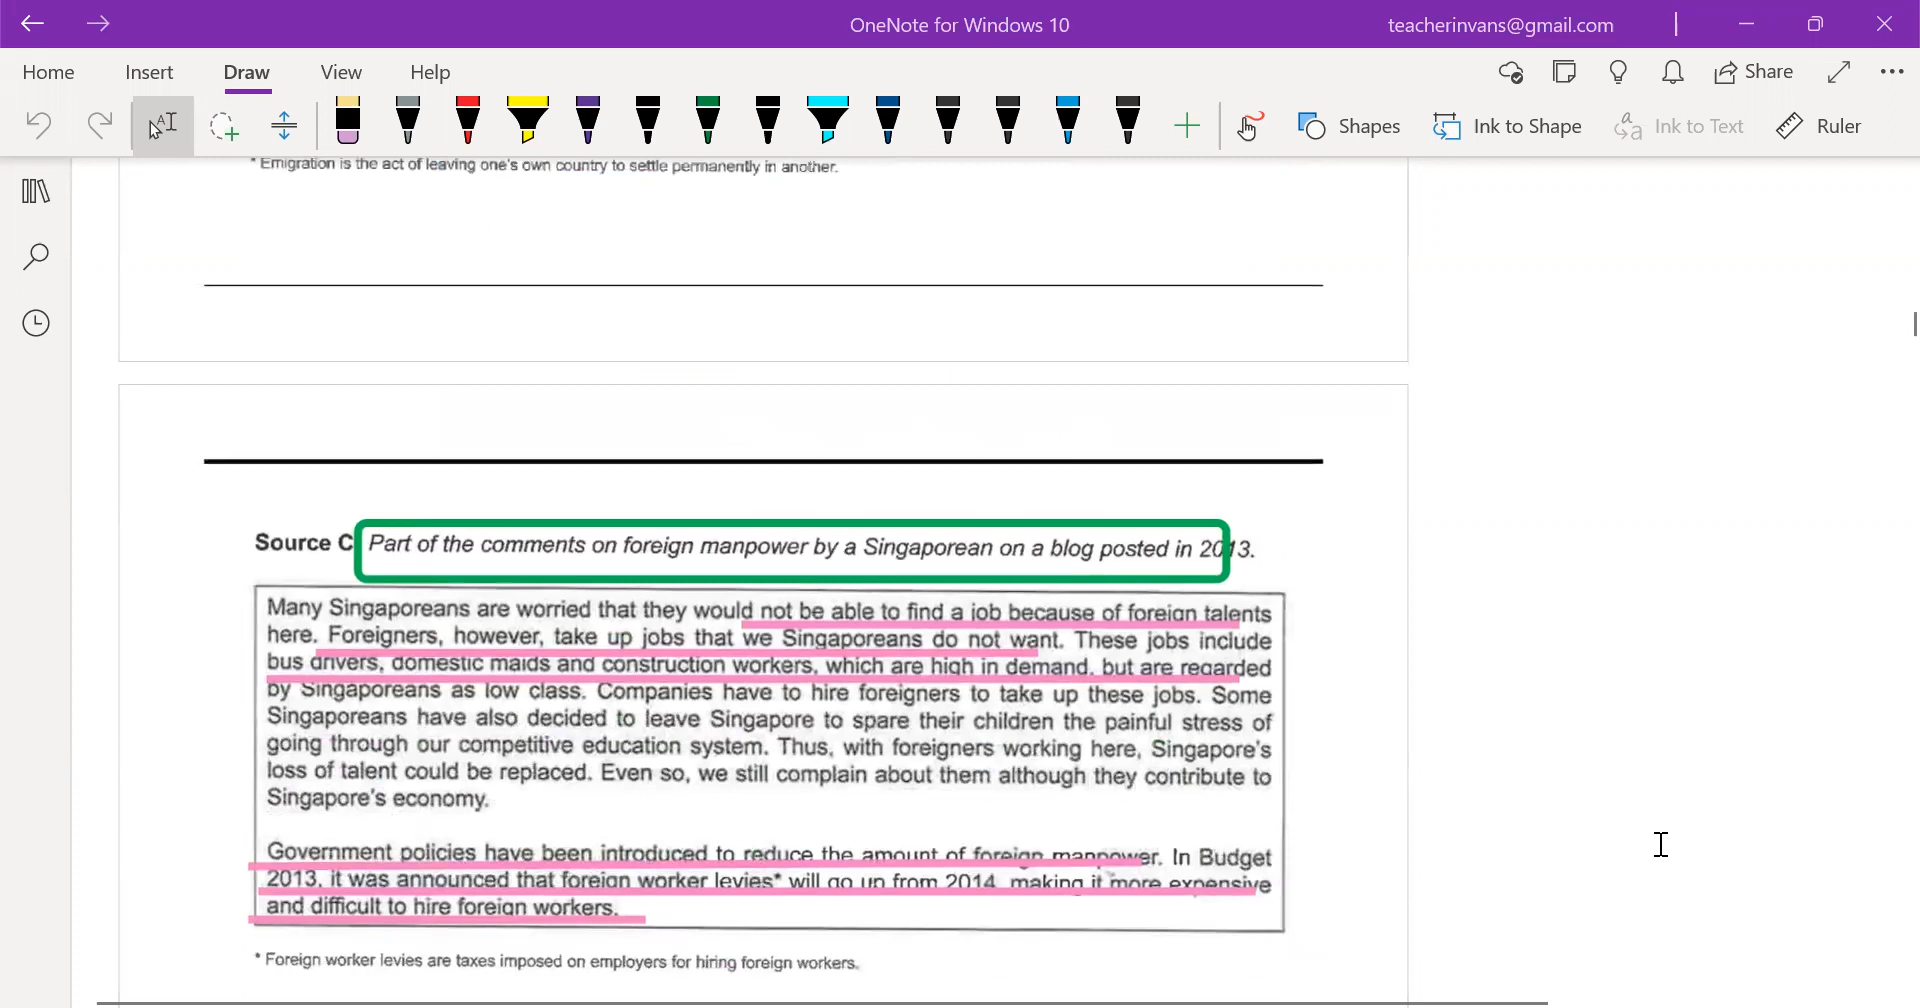 OneNote for Windows 10
teacherinvans@gmail.com
Home Insert Draw View Help
Share
Shapes Ink to Shape Ink to Text Ruler
* Emigration is the act of leaving one's own country to settle permanently in another.
Source C Part of the comments on foreign manpower by a Singaporean on a blog posted in 2013.
Many Singaporeans are worried that they would not be able to find a job because of foreign talents
here. Foreigners, however, take up jobs that we Singaporeans do not want. These jobs include
bus drivers, domestic maids and construction workers, which are high in demand, but are regarded
by Singaporeans as low class. Companies have to hire foreigners to take up these jobs. Some
Singaporeans have also decided to leave Singapore to spare their children the painful stress of
going through our competitive education system. Thus, with foreigners working here, Singapore's
loss of talent could be replaced. Even so, we still complain about them although they contribute to
Singapore's economy.
Government policies have been introduced to reduce the amount of foreign manpower. In Budget
2013, it was announced that foreign worker levies* will go up from 2014, making it more expensive
and difficult to hire foreign workers.
* Foreign worker levies are taxes imposed on employers for hiring foreign workers.